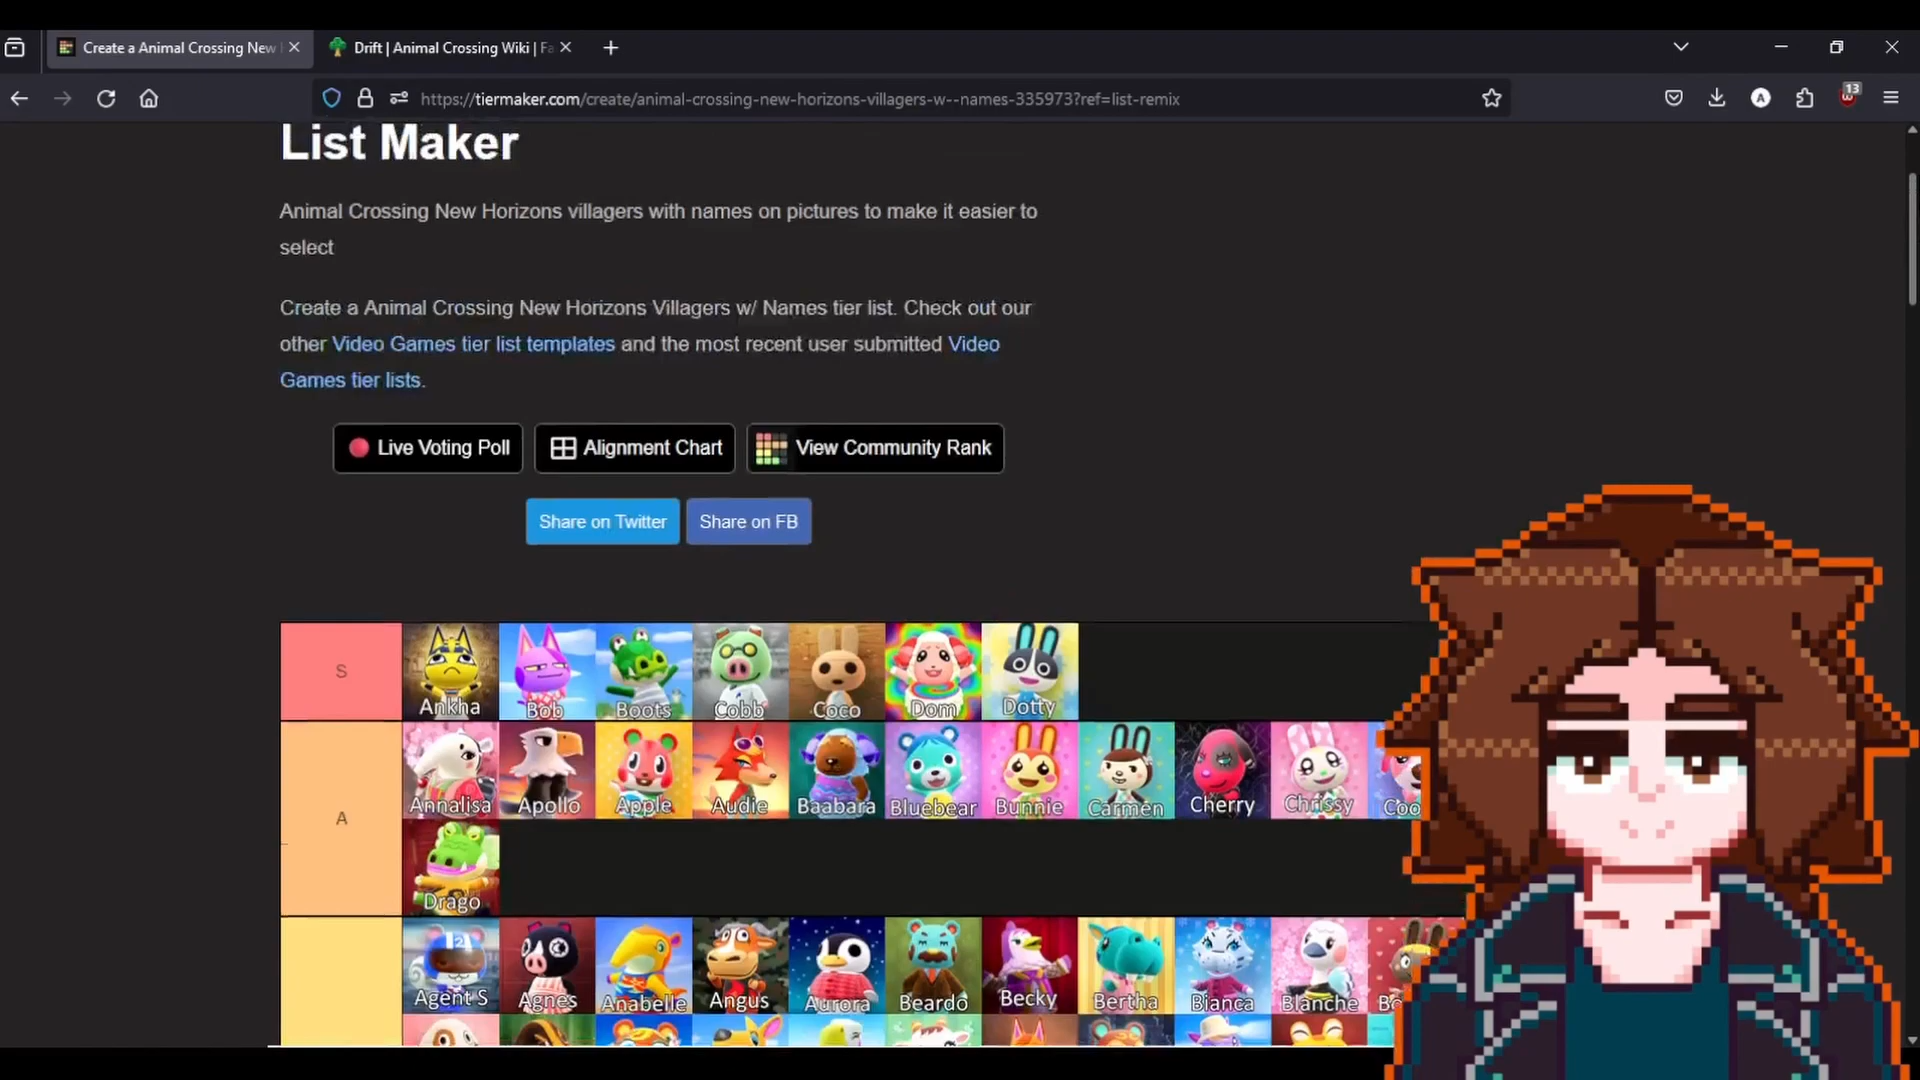 Create a Animal Crossing New
Drift | Animal Crossing Wiki | Fa
https://tiermaker.com/create/animal-crossing-new-horizons-villagers-w--names-335973?ref=list-remix
13
List Maker
Animal Crossing New Horizons villagers with names on pictures to make it easier to
select
Create a Animal Crossing New Horizons Villagers w/ Names tier list. Check out our
other Video Games tier list templates and the most recent user submitted Video
Games tier lists.
Live Voting Poll
Alignment Chart
View Community Rank
Share on Twitter
Share on FB
S
Ankha Bob Boots Cobb Coco Dom Dotty
A
Annalisa Apollo Apple Audie Baabara Bluebear Bunnie Carmen Cherry Chrissy Coo
Drago
Agent S Agnes Anabelle Angus Aurora Beardo Becky Bertha Bianca Blanche Bo